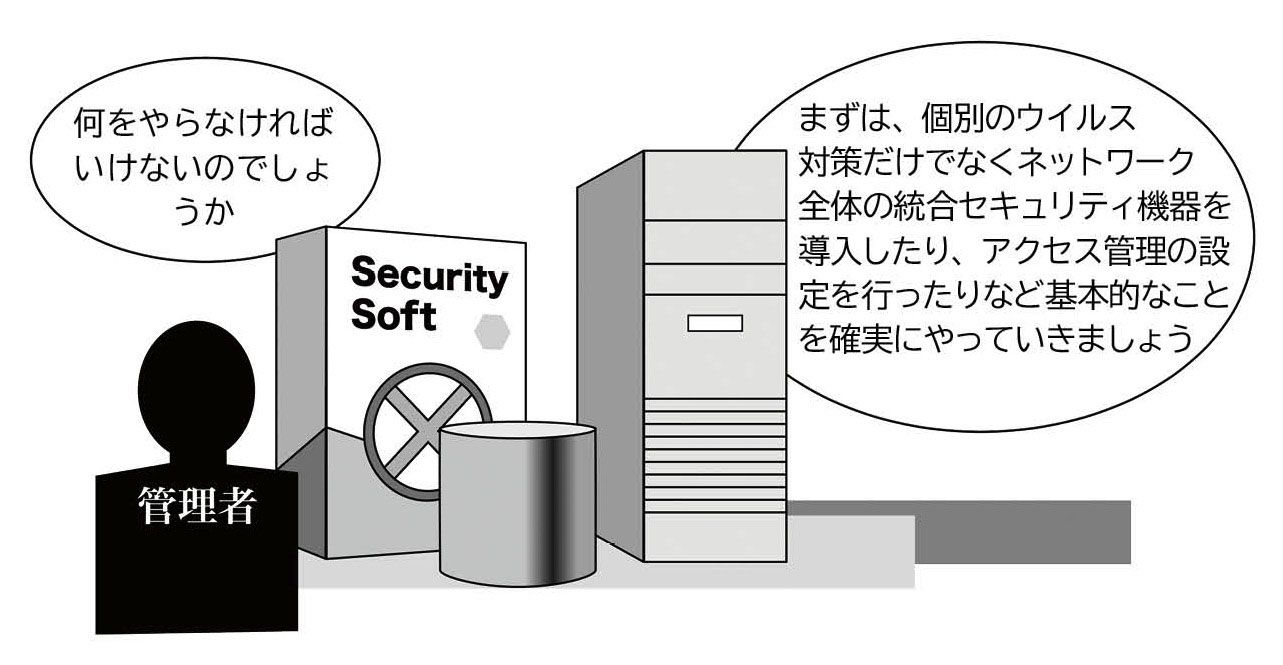 何をやらなければ
いけないのでしょ
うか
Security
Soft
管理者
まずは、個別のウイルス
対策だけでなくネットワーク
全体の統合セキュリティ機器を
導入したり、アクセス管理の設
定を行ったりなど基本的なこと
を確実にやっていきましょう